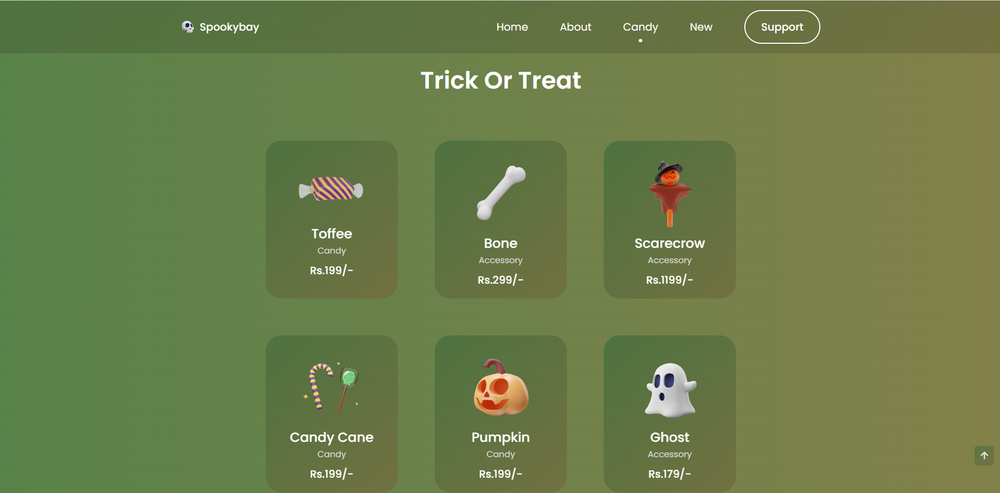 Spookybay
Home
About
Candy
New
Support
Trick Or Treat
Toffee
Candy
Rs.199/-
Bone
Accessory
Rs.299/-
Scarecrow
Accessory
Rs.1199/-
Candy Cane
Candy
Rs.199/-
Pumpkin
Candy
Rs.199/-
Ghost
Accessory
Rs.179/-